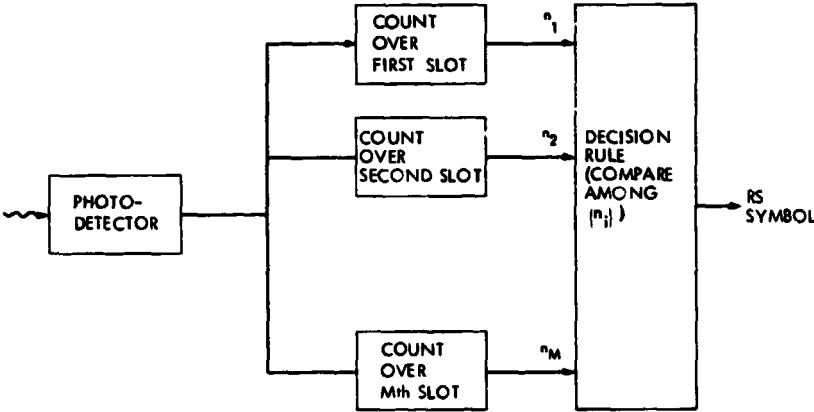 COUNT
OVER
FIRST SLOT
n1
COUNT
OVER
SECOND SLOT
n2
DECISION
RULE
(COMPARE
AMONG
{ni} )
PHOTO-
DETECTOR
RS
SYMBOL
COUNT
OVER
Mth SLOT
nM